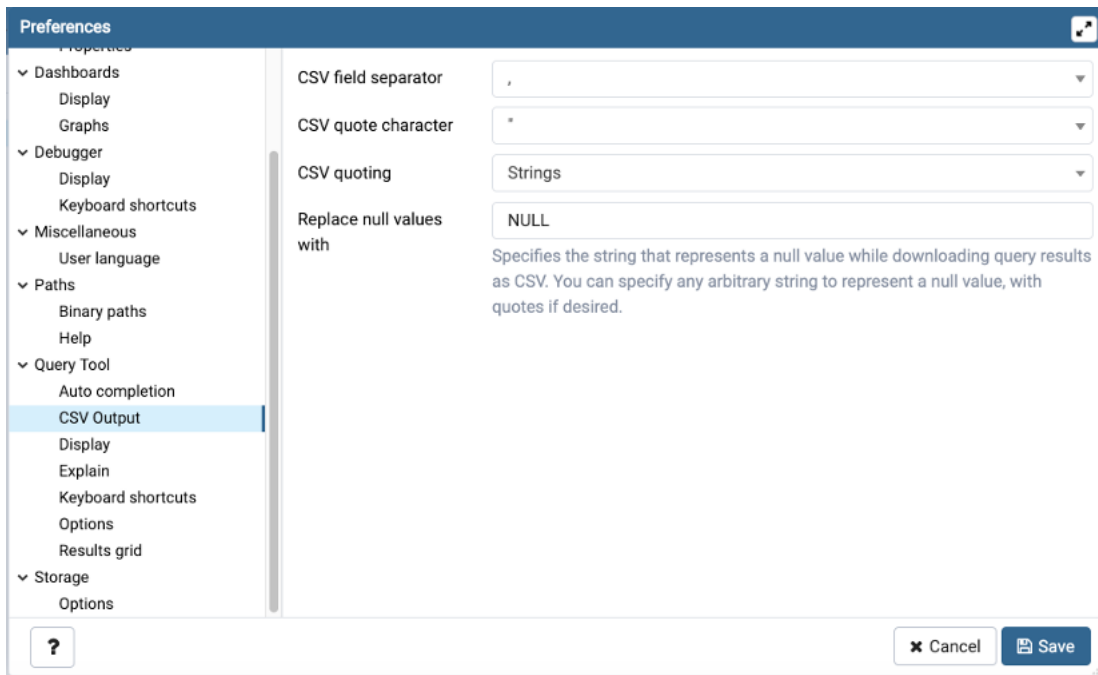 Preferences
Properties
Dashboards
Display
Graphs
Debugger
Display
Keyboard shortcuts
Miscellaneous
User language
Paths
Binary paths
Help
Query Tool
Auto completion
CSV Output
Display
Explain
Keyboard shortcuts
Options
Results grid
Storage
Options
CSV field separator
,
CSV quote character
"
CSV quoting
Strings
Replace null values
with
NULL
Specifies the string that represents a null value while downloading query results
as CSV. You can specify any arbitrary string to represent a null value, with
quotes if desired.
?
Cancel
Save